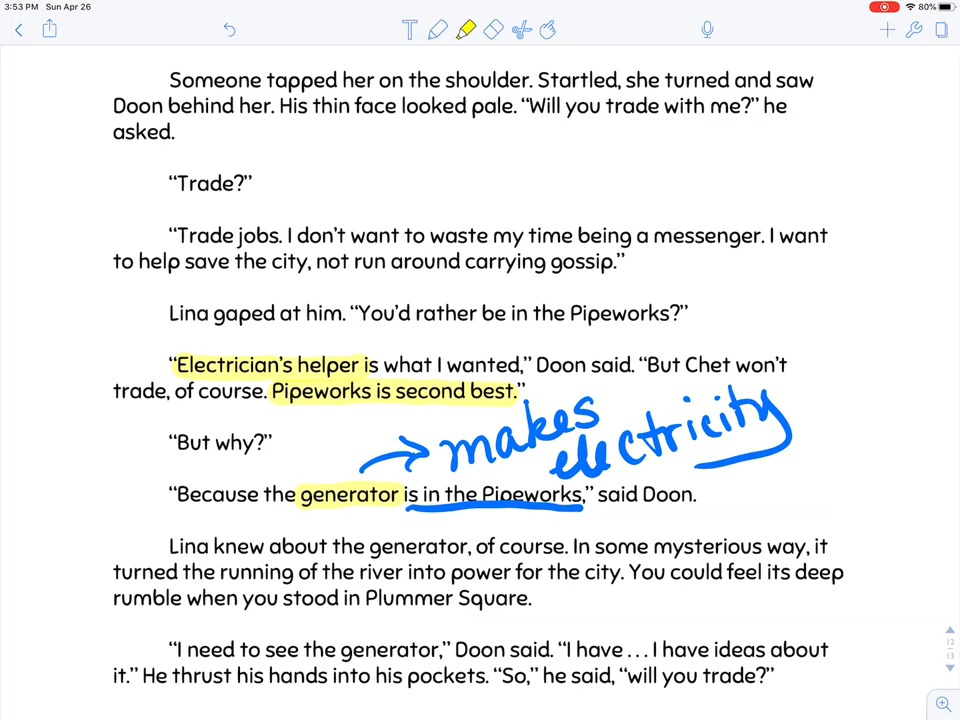 3:53 PM Sun Apr 26
80%
Someone tapped her on the shoulder. Startled, she turned and saw
Doon behind her. His thin face looked pale. “Will you trade with me?” he
asked.
“Trade?”
“Trade jobs. I don’t want to waste my time being a messenger. I want
to help save the city, not run around carrying gossip.”
Lina gaped at him. “You’d rather be in the Pipeworks?”
“Electrician’s helper is what I wanted,” Doon said. “But Chet won’t
trade, of course. Pipeworks is second best.”
makes
electricity
“But why?”
“Because the generator is in the Pipeworks,” said Doon.
Lina knew about the generator, of course. In some mysterious way, it
turned the running of the river into power for the city. You could feel its deep
rumble when you stood in Plummer Square.
“I need to see the generator,” Doon said. “I have . . . I have ideas about
it.” He thrust his hands into his pockets. “So,” he said, “will you trade?”
12
13